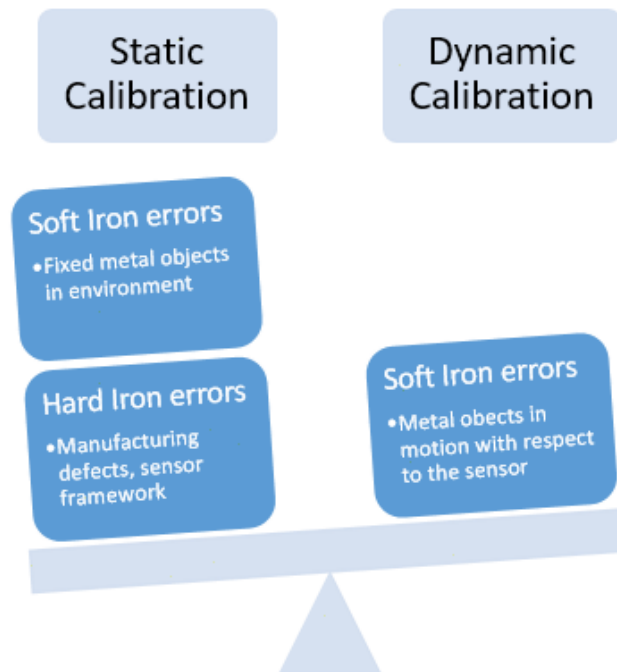 Static
Calibration
Dynamic
Calibration
Soft Iron errors
•Fixed metal objects
in environment
Hard Iron errors
•Manufacturing
defects, sensor
framework
Soft Iron errors
•Metal obects in
motion with respect
to the sensor